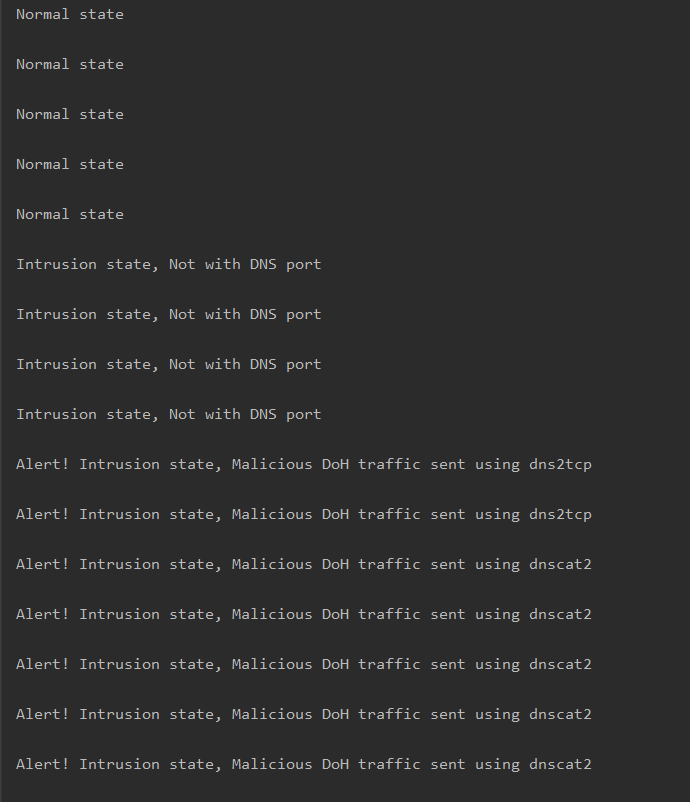 Normal state
Normal state
Normal state
Normal state
Normal state
Intrusion state, Not with DNS port
Intrusion state, Not with DNS port
Intrusion state, Not with DNS port
Intrusion state, Not with DNS port
Alert! Intrusion state, Malicious DoH traffic sent using dns2tcp
Alert! Intrusion state, Malicious DoH traffic sent using dns2tcp
Alert! Intrusion state, Malicious DoH traffic sent using dnscat2
Alert! Intrusion state, Malicious DoH traffic sent using dnscat2
Alert! Intrusion state, Malicious DoH traffic sent using dnscat2
Alert! Intrusion state, Malicious DoH traffic sent using dnscat2
Alert! Intrusion state, Malicious DoH traffic sent using dnscat2